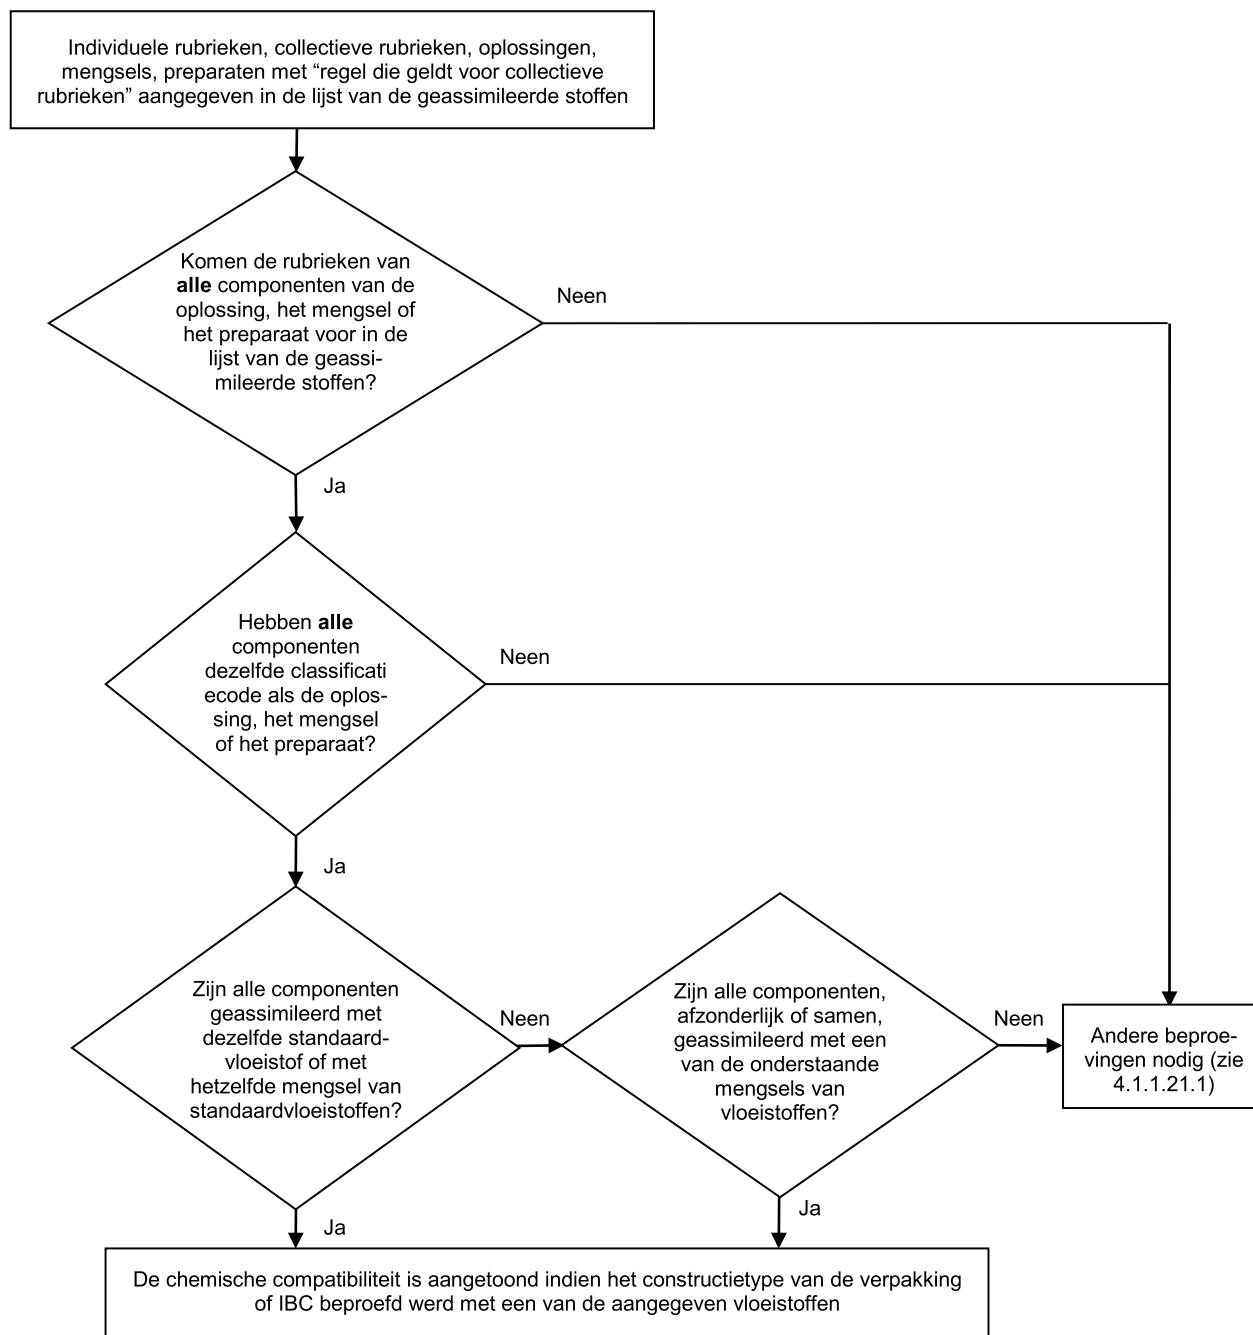 Individuele rubrieken, collectieve rubrieken, oplossingen,
mengsels, preparaten met “regel die geldt voor collectieve
rubrieken” aangegeven in de lijst van de geassimileerde stoffen
Komen de rubrieken van
alle componenten van de
oplossing, het mengsel of
het preparaat voor in de
lijst van de geassi-
mileerde stoffen?
Neen
Ja
Hebben alle
componenten
dezelfde classificati
ecode als de oplos-
sing, het mengsel
of het preparaat?
Neen
Ja
Zijn alle componenten
geassimileerd met
dezelfde standaard-
vloeistof of met
hetzelfde mengsel van
standaardvloeistoffen?
Neen
Zijn alle componenten,
afzonderlijk of samen,
geassimileerd met een
van de onderstaande
mengsels van
vloeistoffen?
Neen
Andere beproe-
vingen nodig (zie
4.1.1.21.1)
Ja
Ja
De chemische compatibiliteit is aangetoond indien het constructietype van de verpakking
of IBC beproefd werd met een van de aangegeven vloeistoffen